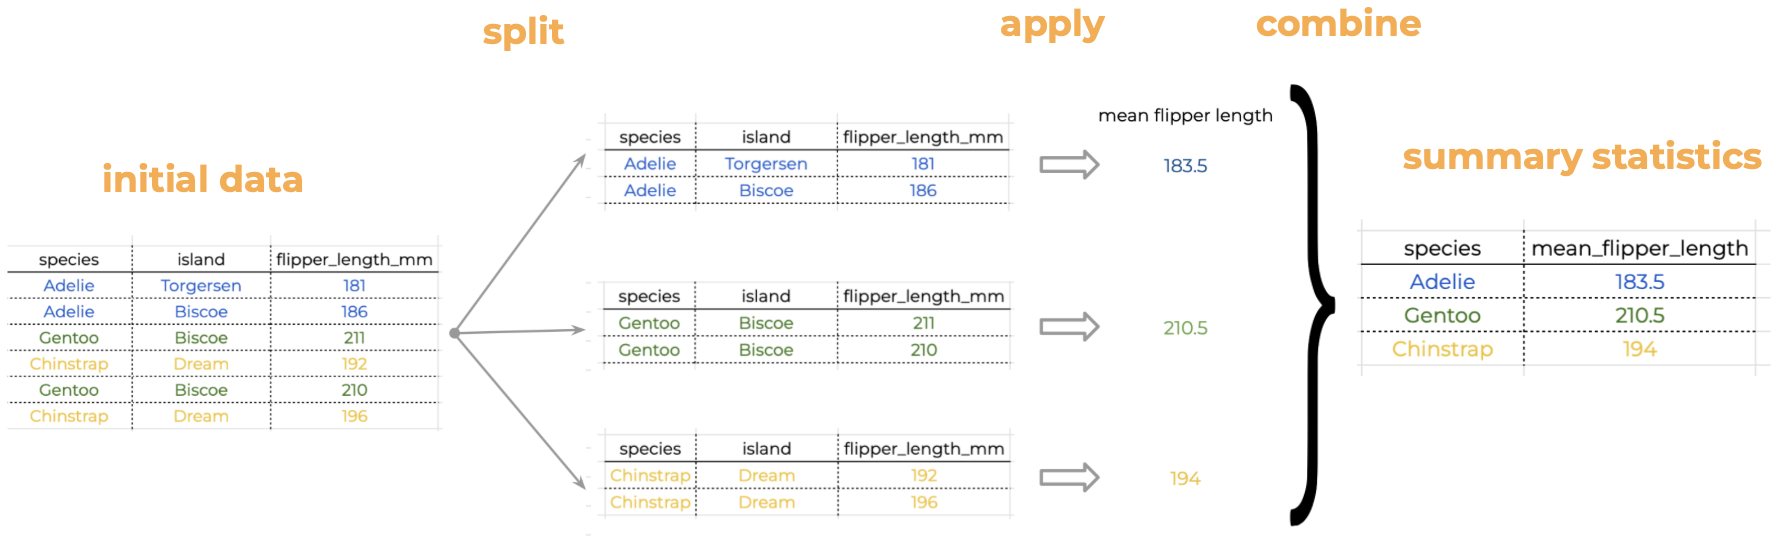 split
apply
combine
initial data
species island flipper_length_mm
Adelie Torgersen 181
Adelie Biscoe 186
Gentoo Biscoe 211
Chinstrap Dream 192
Gentoo Biscoe 210
Chinstrap Dream 196
species island flipper_length_mm
Adelie Torgersen 181
Adelie Biscoe 186
species island flipper_length_mm
Gentoo Biscoe 211
Gentoo Biscoe 210
species island flipper_length_mm
Chinstrap Dream 192
Chinstrap Dream 196
mean flipper length
183.5
210.5
194
summary statistics
species mean_flipper_length
Adelie 183.5
Gentoo 210.5
Chinstrap 194